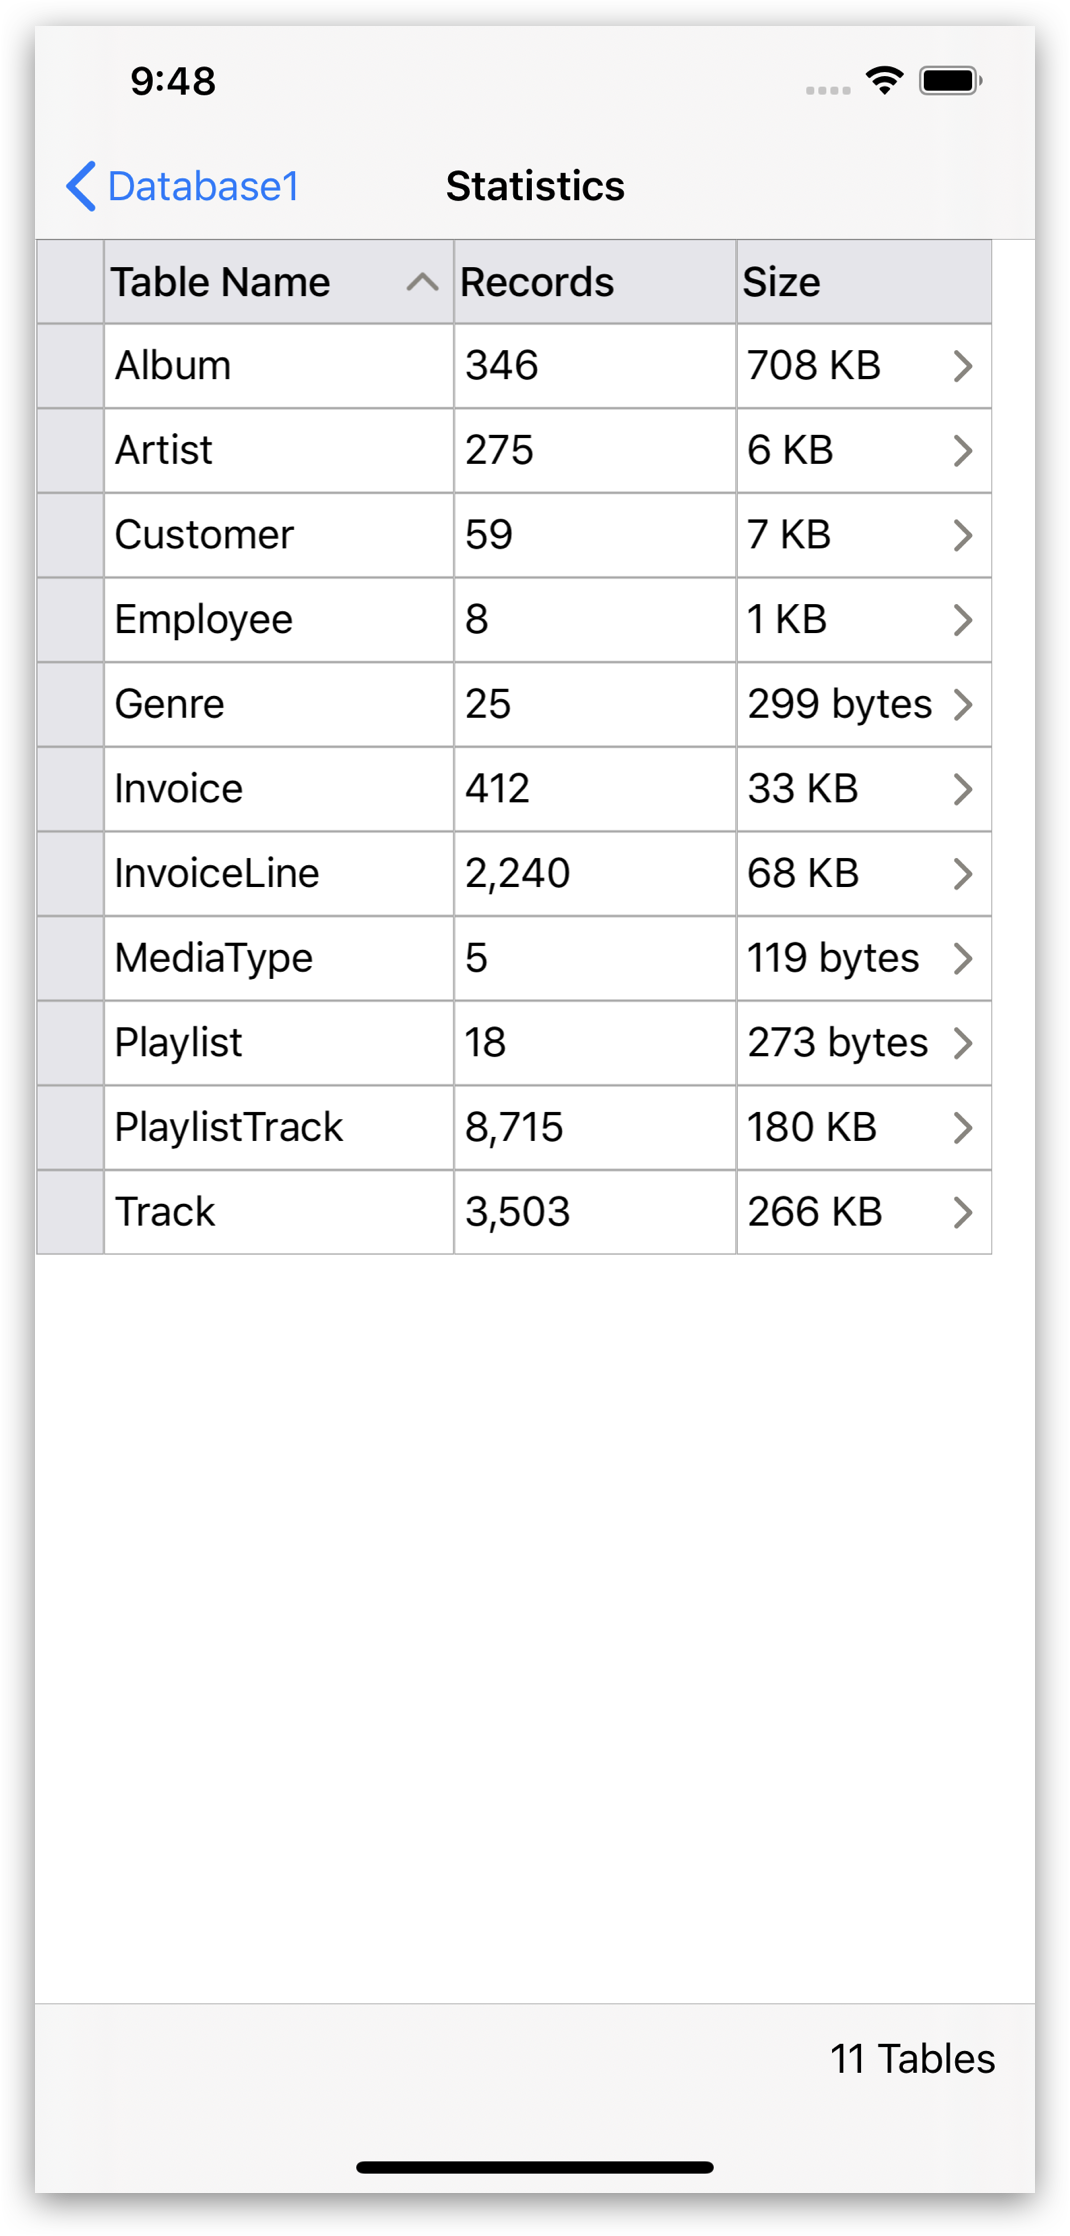 9:48
Database1 Statistics
Table Name Records Size
Album 346 708 KB
Artist 275 6 KB
Customer 59 7 KB
Employee 8 1 KB
Genre 25 299 bytes
Invoice 412 33 KB
InvoiceLine 2,240 68 KB
MediaType 5 119 bytes
Playlist 18 273 bytes
PlaylistTrack 8,715 180 KB
Track 3,503 266 KB
11 Tables